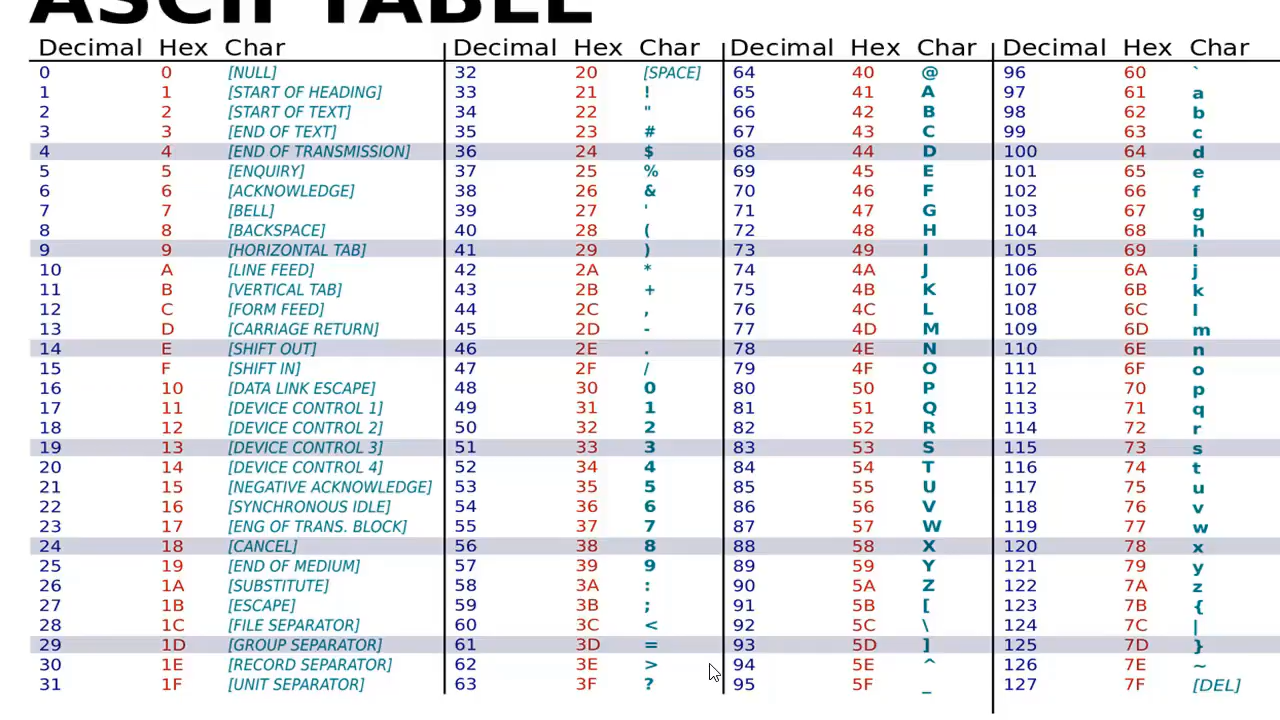 ASCII TABLE
Decimal Hex Char Decimal Hex Char Decimal Hex Char Decimal Hex Char
0 0 [NULL] 32 20 [SPACE] 64 40 @ 96 60 `
1 1 [START OF HEADING] 33 21 ! 65 41 A 97 61 a
2 2 [START OF TEXT] 34 22 " 66 42 B 98 62 b
3 3 [END OF TEXT] 35 23 # 67 43 C 99 63 c
4 4 [END OF TRANSMISSION] 36 24 $ 68 44 D 100 64 d
5 5 [ENQUIRY] 37 25 % 69 45 E 101 65 e
6 6 [ACKNOWLEDGE] 38 26 & 70 46 F 102 66 f
7 7 [BELL] 39 27 ' 71 47 G 103 67 g
8 8 [BACKSPACE] 40 28 ( 72 48 H 104 68 h
9 9 [HORIZONTAL TAB] 41 29 ) 73 49 I 105 69 i
10 A [LINE FEED] 42 2A * 74 4A J 106 6A j
11 B [VERTICAL TAB] 43 2B + 75 4B K 107 6B k
12 C [FORM FEED] 44 2C , 76 4C L 108 6C l
13 D [CARRIAGE RETURN] 45 2D - 77 4D M 109 6D m
14 E [SHIFT OUT] 46 2E . 78 4E N 110 6E n
15 F [SHIFT IN] 47 2F / 79 4F O 111 6F o
16 10 [DATA LINK ESCAPE] 48 30 0 80 50 P 112 70 p
17 11 [DEVICE CONTROL 1] 49 31 1 81 51 Q 113 71 q
18 12 [DEVICE CONTROL 2] 50 32 2 82 52 R 114 72 r
19 13 [DEVICE CONTROL 3] 51 33 3 83 53 S 115 73 s
20 14 [DEVICE CONTROL 4] 52 34 4 84 54 T 116 74 t
21 15 [NEGATIVE ACKNOWLEDGE] 53 35 5 85 55 U 117 75 u
22 16 [SYNCHRONOUS IDLE] 54 36 6 86 56 V 118 76 v
23 17 [ENG OF TRANS. BLOCK] 55 37 7 87 57 W 119 77 w
24 18 [CANCEL] 56 38 8 88 58 X 120 78 x
25 19 [END OF MEDIUM] 57 39 9 89 59 Y 121 79 y
26 1A [SUBSTITUTE] 58 3A : 90 5A Z 122 7A z
27 1B [ESCAPE] 59 3B ; 91 5B [ 123 7B {
28 1C [FILE SEPARATOR] 60 3C < 92 5C \ 124 7C |
29 1D [GROUP SEPARATOR] 61 3D = 93 5D ] 125 7D }
30 1E [RECORD SEPARATOR] 62 3E > 94 5E ^ 126 7E ~
31 1F [UNIT SEPARATOR] 63 3F ? 95 5F _ 127 7F [DEL]